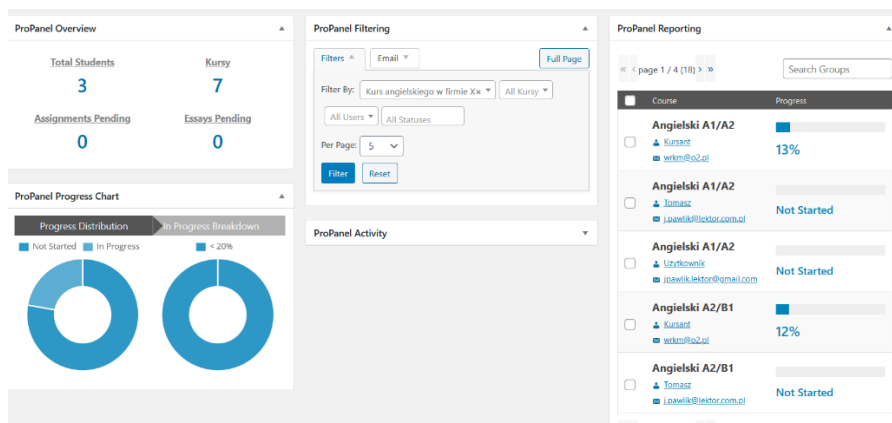 ProPanel Overview
Total Students
3
Kursy
7
Assignments Pending
0
Essays Pending
0
ProPanel Progress Chart
Progress Distribution
In Progress Breakdown
Not Started
In Progress
< 20%
ProPanel Filtering
Filters
Email
Full Page
Filter By:
Kurs angielskiego w firmie X×
All Kursy
All Users
All Statuses
Per Page:
5
Filter
Reset
ProPanel Activity
ProPanel Reporting
« ‹ page 1 / 4 (18) › »
Search Groups
Course
Progress
Angielski A1/A2
Kursant
wrkm@o2.pl
13%
Angielski A1/A2
Tomasz
j.pawlik@lektor.com.pl
Not Started
Angielski A1/A2
Użytkownik
jpawlik.lektor@gmail.com
Not Started
Angielski A2/B1
Kursant
wrkm@o2.pl
12%
Angielski A2/B1
Tomasz
j.pawlik@lektor.com.pl
Not Started